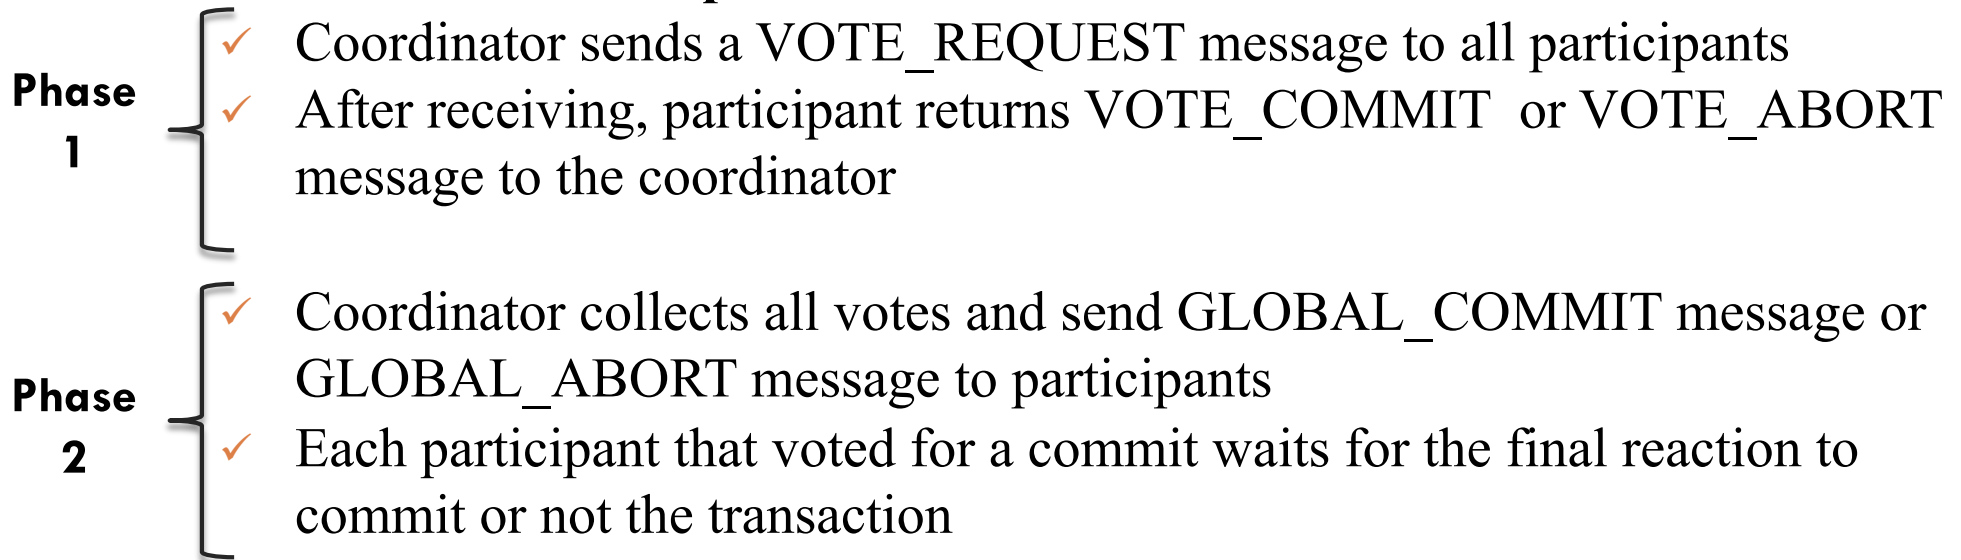 Phase
1
✓ Coordinator sends a VOTE_REQUEST message to all participants
✓ After receiving, participant returns VOTE_COMMIT or VOTE_ABORT
message to the coordinator
Phase
2
✓ Coordinator collects all votes and send GLOBAL_COMMIT message or
GLOBAL_ABORT message to participants
✓ Each participant that voted for a commit waits for the final reaction to
commit or not the transaction